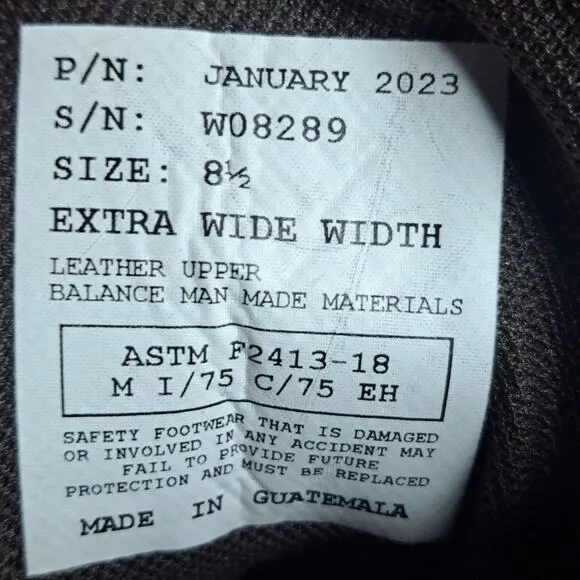 P/N: JANUARY 2023
S/N: W08289
SIZE: 8½
EXTRA WIDE WIDTH
LEATHER UPPER
BALANCE MAN MADE MATERIALS
ASTM F2413-18
M I/75 C/75 EH
SAFETY FOOTWEAR THAT IS DAMAGED
OR INVOLVED IN ANY ACCIDENT MAY
FAIL TO PROVIDE FUTURE
PROTECTION AND MUST BE REPLACED
MADE IN GUATEMALA